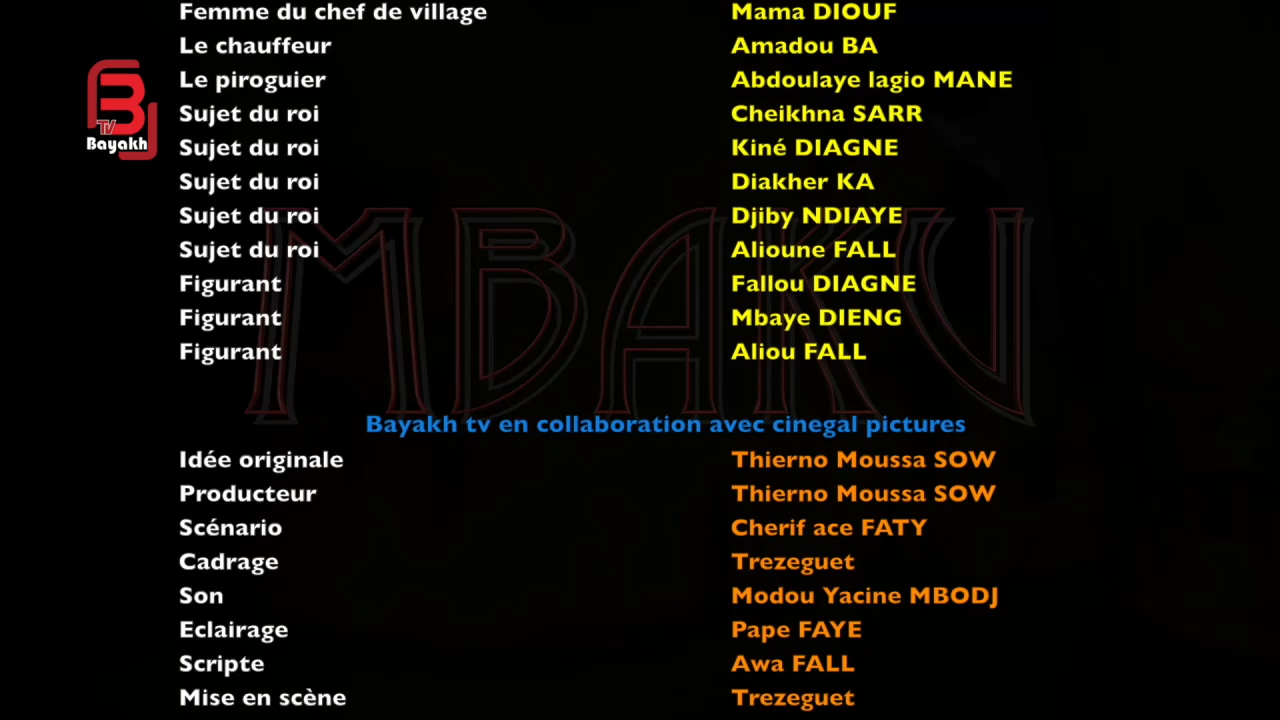 Femme du chef de village Mama DIOUF
Le chauffeur Amadou BA
Le piroguier Abdoulaye lagio MANE
Sujet du roi Cheikhna SARR
TV
Bayakh
Sujet du roi Kiné DIAGNE
Sujet du roi Diakher KA
Sujet du roi Djiby NDIAYE
Sujet du roi Alioune FALL
Figurant Fallou DIAGNE
Figurant Mbaye DIENG
Figurant Aliou FALL
MBAKU
Bayakh tv en collaboration avec cinegal pictures
Idée originale Thierno Moussa SOW
Producteur Thierno Moussa SOW
Scénario Cherif ace FATY
Cadrage Trezeguet
Son Modou Yacine MBODJ
Eclairage Pape FAYE
Scripte Awa FALL
Mise en scène Trezeguet